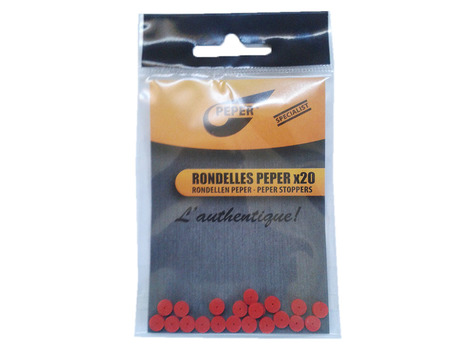 PEPER
SPECIALIST
RONDELLES PEPER x20
RONDELLEN PEPER - PEPER STOPPERS
L'authentique!